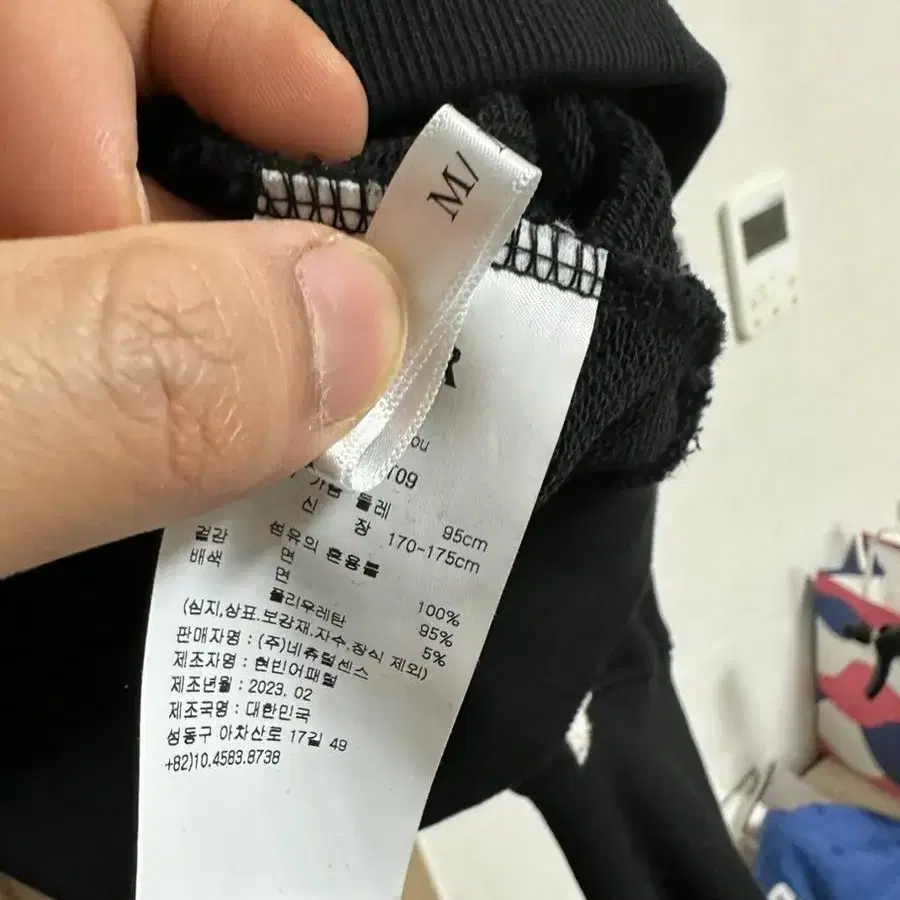 M/
R
ou
T09
가슴 둘레 95cm
신 장 170-175cm
섬유의 혼용률
겉감 면 100%
배색 면 95%
폴리우레탄 5%
(심지,상표.보강재.자수.장식 제외)
판매자명 : (주)네츄럴센스
제조자명 : 현빈어패럴
제조년월 : 2023. 02
제조국명 : 대한민국
성동구 아차산로 17길 49
+82)10.4583.8738